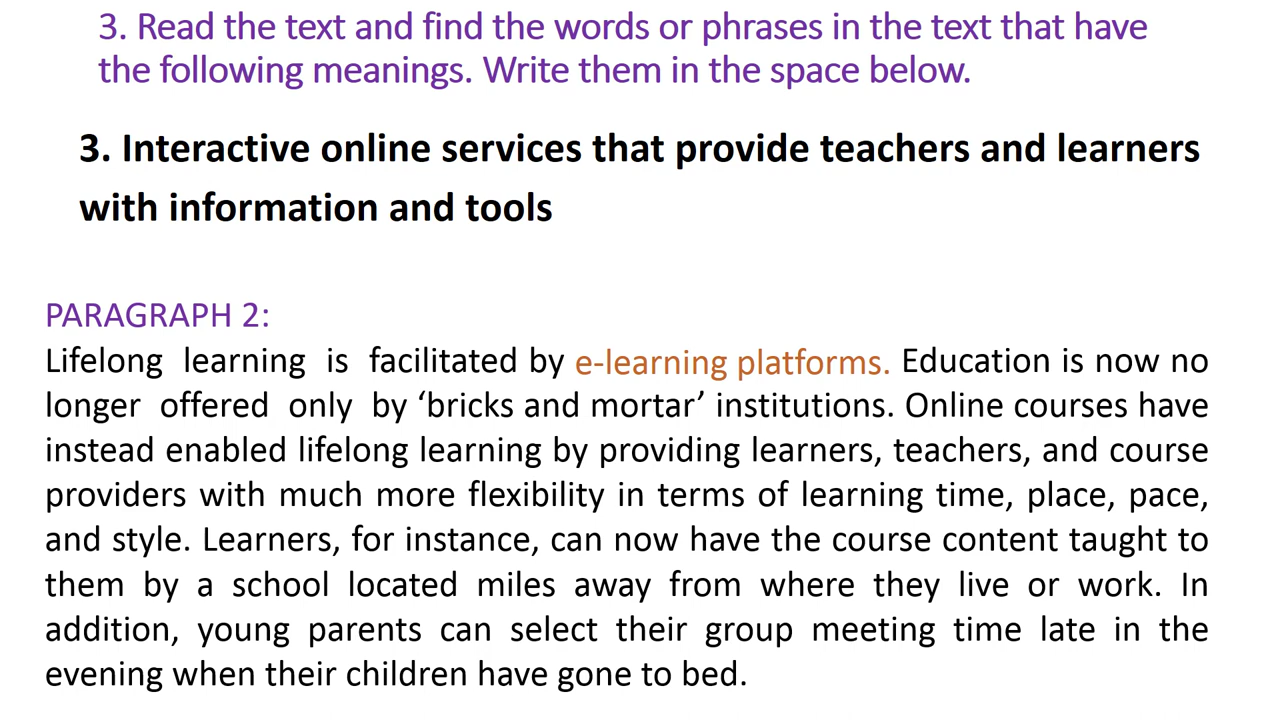 3. Read the text and find the words or phrases in the text that have
the following meanings. Write them in the space below.
3. Interactive online services that provide teachers and learners
with information and tools
PARAGRAPH 2:
Lifelong learning is facilitated by e-learning platforms. Education is now no
longer offered only by ‘bricks and mortar’ institutions. Online courses have
instead enabled lifelong learning by providing learners, teachers, and course
providers with much more flexibility in terms of learning time, place, pace,
and style. Learners, for instance, can now have the course content taught to
them by a school located miles away from where they live or work. In
addition, young parents can select their group meeting time late in the
evening when their children have gone to bed.